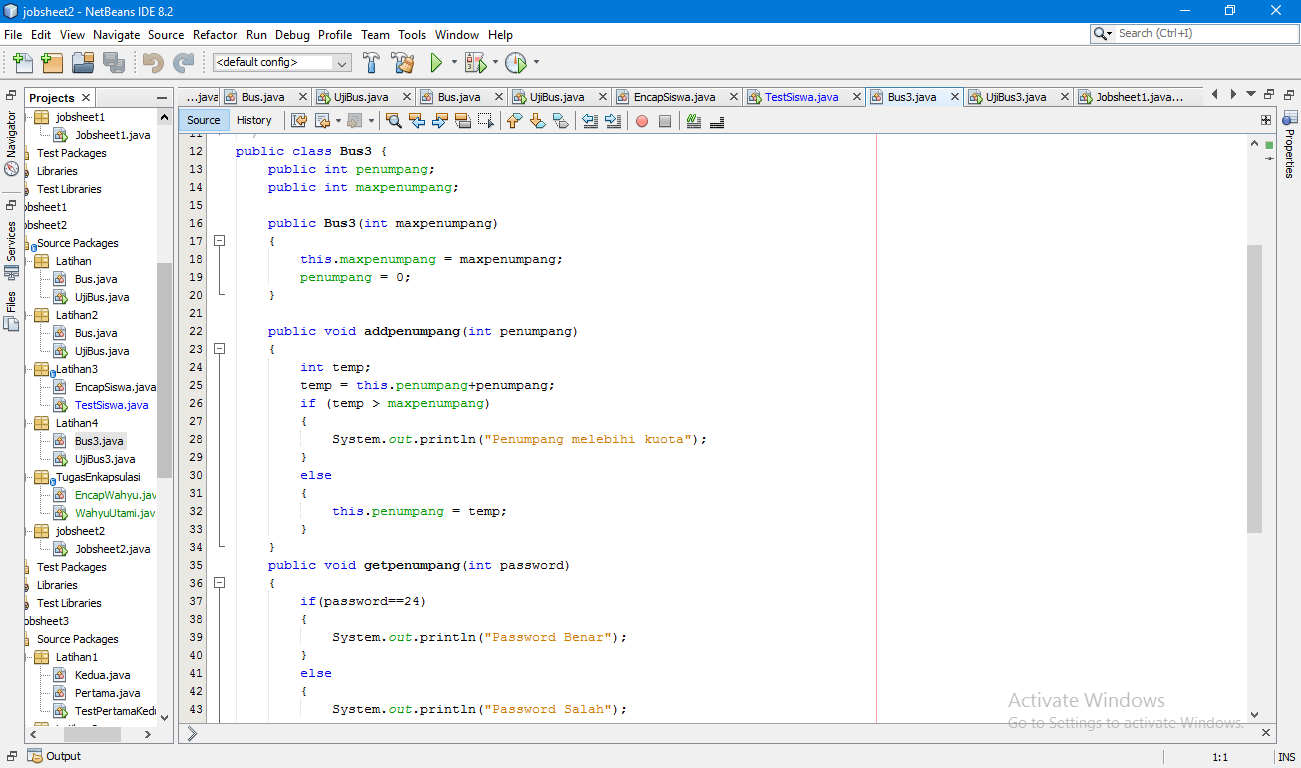 jobsheet2 - NetBeans IDE 8.2
File Edit View Navigate Source Refactor Run Debug Profile Team Tools Window Help
Search (Ctrl+I)
<default config>
Projects
...java Bus.java UjiBus.java Bus.java UjiBus.java EncapSiswa.java TestSiswa.java Bus3.java UjiBus3.java Jobsheet1.java...
Source History
Navigator
Services
Files
Properties
jobsheet1
Jobsheet1.java
Test Packages
Libraries
Test Libraries
obsheet1
obsheet2
Source Packages
Latihan
Bus.java
UjiBus.java
Latihan2
Bus.java
UjiBus.java
Latihan3
EncapSiswa.java
TestSiswa.java
Latihan4
Bus3.java
UjiBus3.java
TugasEnkapsulasi
EncapWahyu.jav
WahyuUtami.jav
jobsheet2
Jobsheet2.java
Test Packages
Libraries
Test Libraries
obsheet3
Source Packages
Latihan1
Kedua.java
Pertama.java
TestPertamaKedu
12 public class Bus3 {
13 public int penumpang;
14 public int maxpenumpang;
15
16 public Bus3(int maxpenumpang)
17 {
18 this.maxpenumpang = maxpenumpang;
19 penumpang = 0;
20 }
21
22 public void addpenumpang(int penumpang)
23 {
24 int temp;
25 temp = this.penumpang+penumpang;
26 if (temp > maxpenumpang)
27 {
28 System.out.println("Penumpang melebihi kuota");
29 }
30 else
31 {
32 this.penumpang = temp;
33 }
34 }
35 public void getpenumpang(int password)
36 {
37 if(password==24)
38 {
39 System.out.println("Password Benar");
40 }
41 else
42 {
43 System.out.println("Password Salah");
Activate Windows
Go to Settings to activate Windows.
Output
1:1 INS